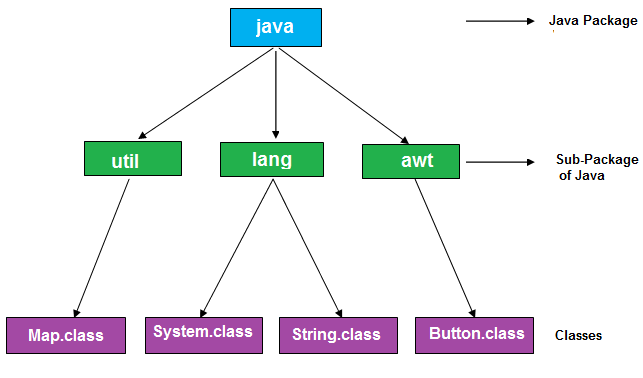 java
Java Package
util
lang
awt
Sub-Package
of Java
Map.class
System.class
String.class
Button.class
Classes